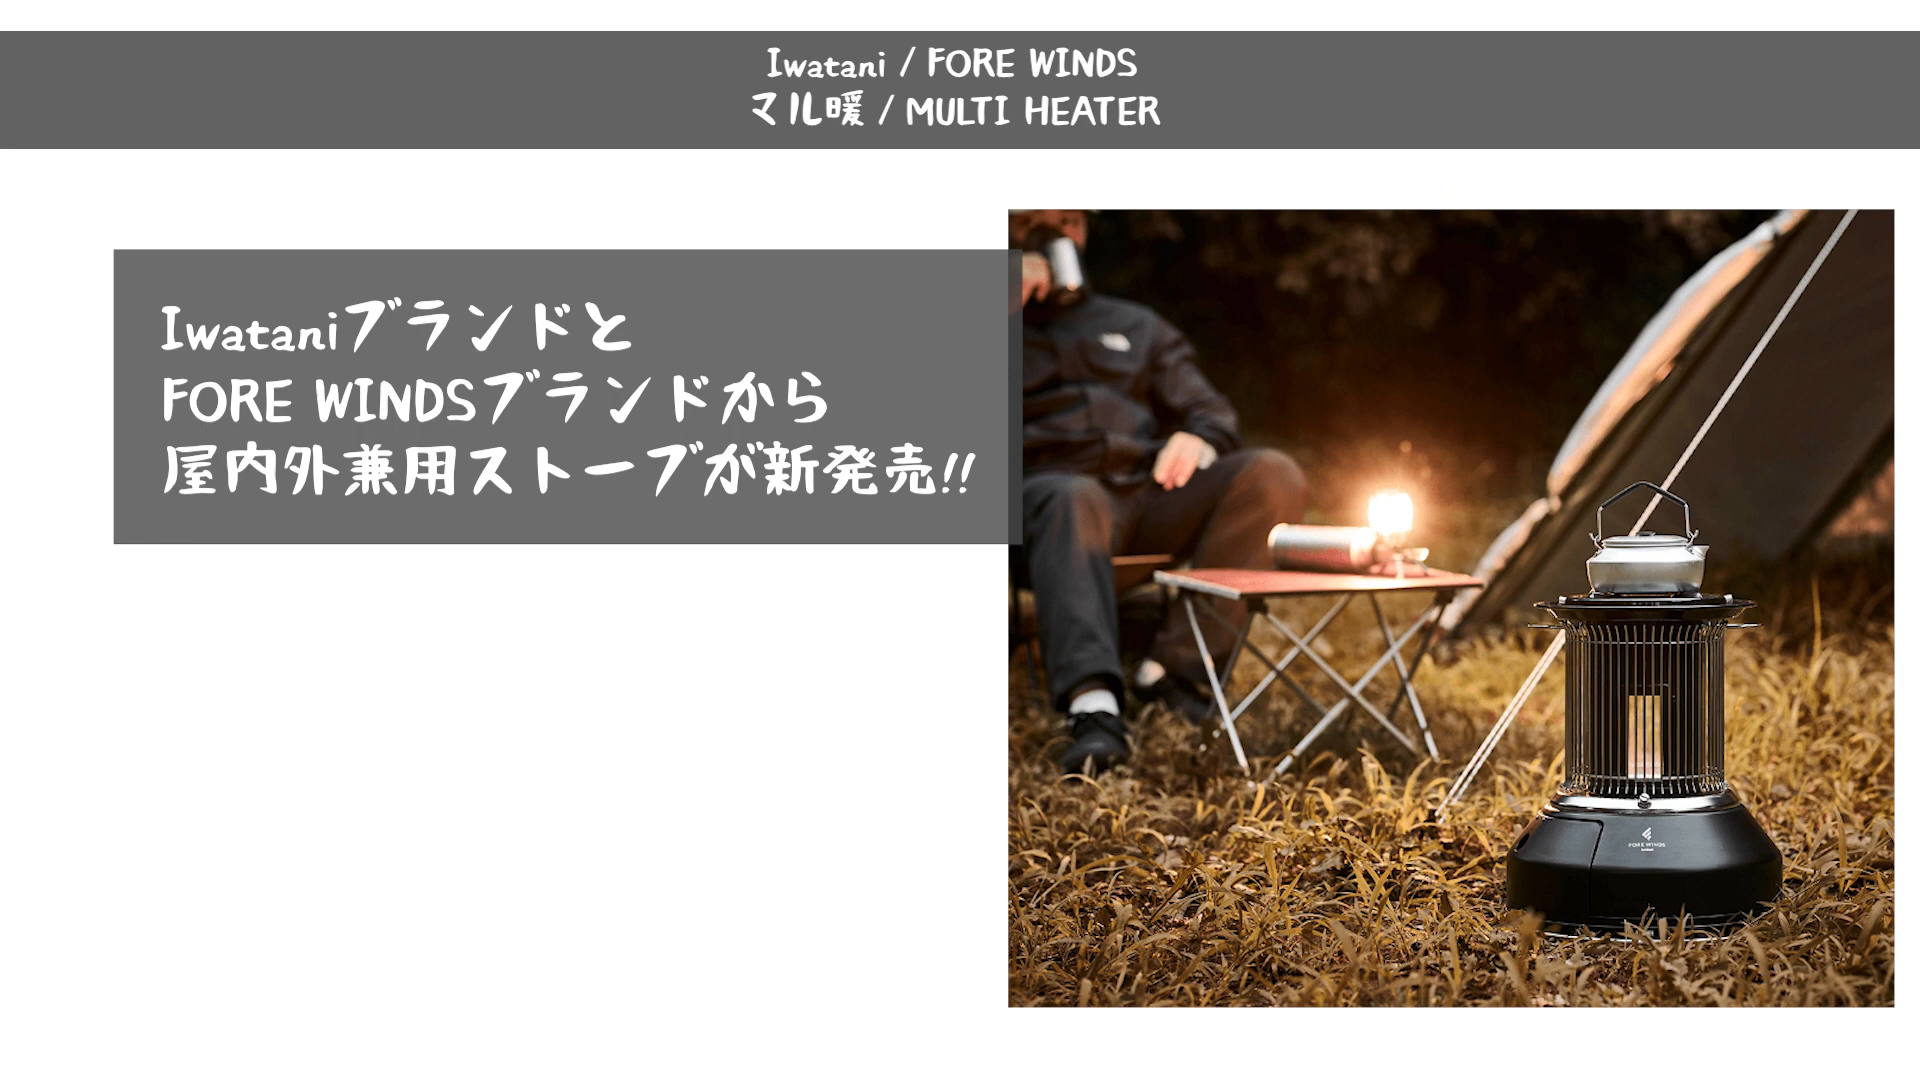 Iwatani / FORE WINDS
マル暖 / MULTI HEATER
Iwataniブランドと
FORE WINDSブランドから
屋内外兼用ストーブが新発売!!
FORE WINDS